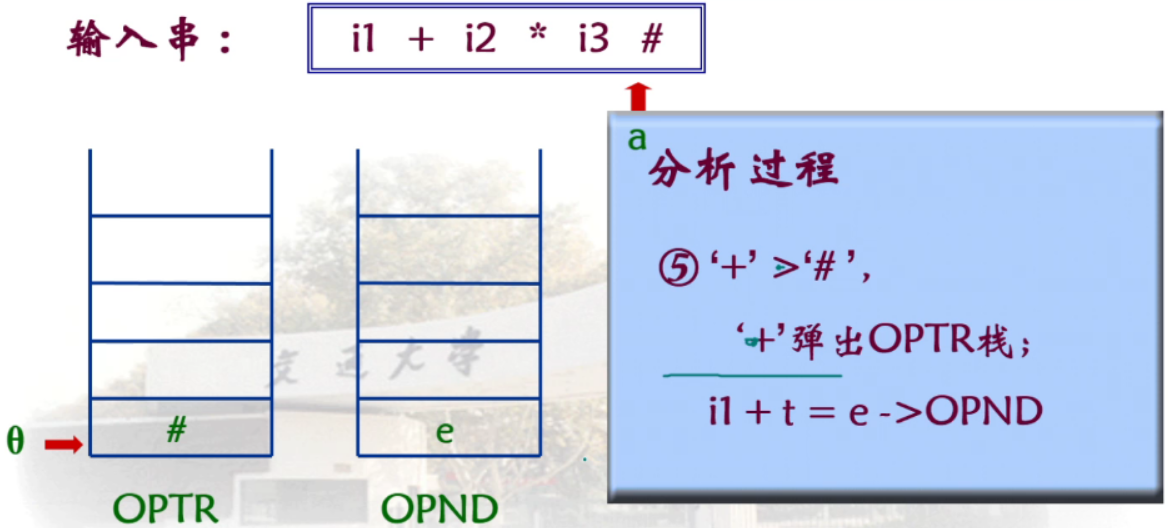 输入串：
i1 + i2 * i3 #
a
分析过程
⑤ ‘+’ >‘# ’,
‘+’弹出OPTR栈；
i1 + t = e ->OPND
交通大学
θ
#
e
OPTR
OPND